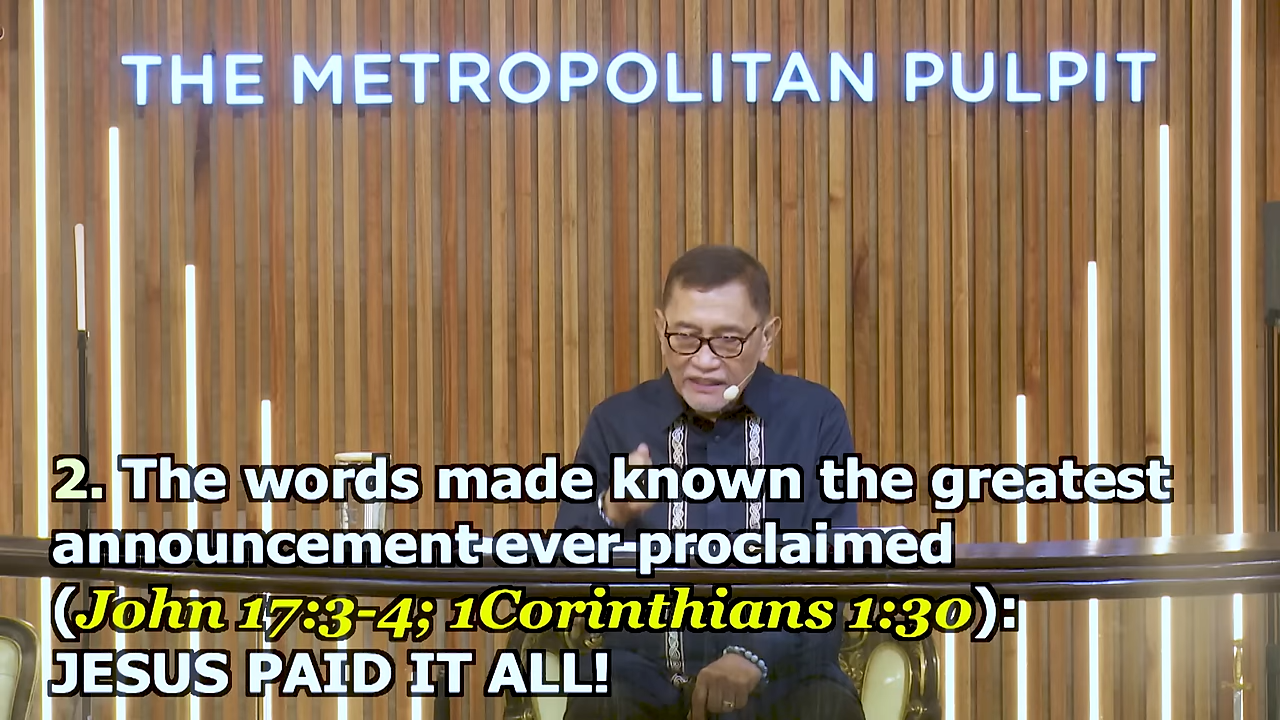 THE METROPOLITAN PULPIT
2. The words made known the greatest
announcement ever proclaimed
(John 17:3-4; 1Corinthians 1:30):
JESUS PAID IT ALL!